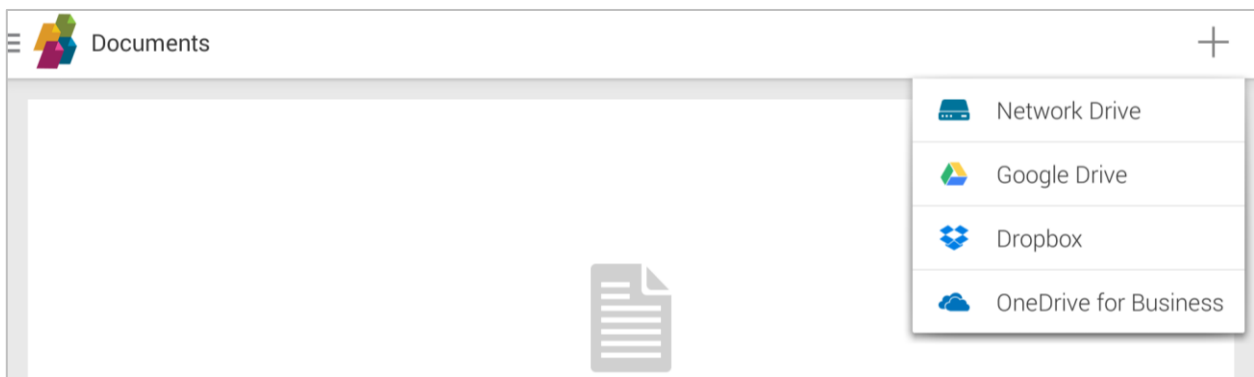 Documents
Network Drive
Google Drive
Dropbox
OneDrive for Business